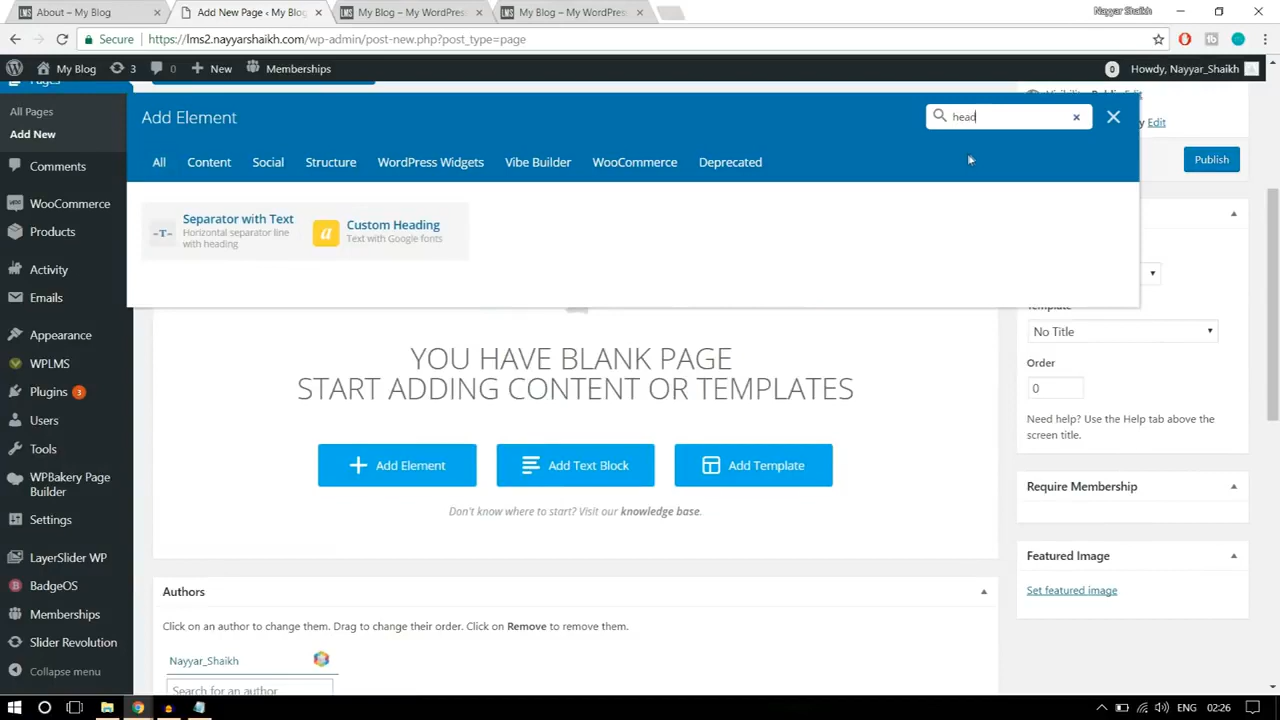 About – My Blog
Add New Page ‹ My Blog
My Blog – My WordPress
My Blog – My WordPress
Nayyar Shaikh
Secure
https://lms2.nayyarshaikh.com/wp-admin/post-new.php?post_type=page
My Blog
3
0
New
Memberships
0
Howdy, Nayyar_Shaikh
Pages
All Pages
Add New
Comments
WooCommerce
Products
Activity
Emails
Appearance
WPLMS
Plugins 3
Users
Tools
WPBakery Page
Builder
Settings
LayerSlider WP
BadgeOS
Memberships
Slider Revolution
Collapse menu
Add Element
head
All
Content
Social
Structure
WordPress Widgets
Vibe Builder
WooCommerce
Deprecated
-T-
Separator with Text
Horizontal separator line
with heading
a
Custom Heading
Text with Google fonts
YOU HAVE BLANK PAGE
START ADDING CONTENT OR TEMPLATES
Add Element
Add Text Block
Add Template
Don't know where to start? Visit our knowledge base.
Authors
Click on an author to change them. Drag to change their order. Click on Remove to remove them.
Nayyar_Shaikh
Search for an author
Visibility: Public Edit
Edit
Publish
Template
No Title
Order
0
Need help? Use the Help tab above the
screen title.
Require Membership
Featured Image
Set featured image
ENG
02:26